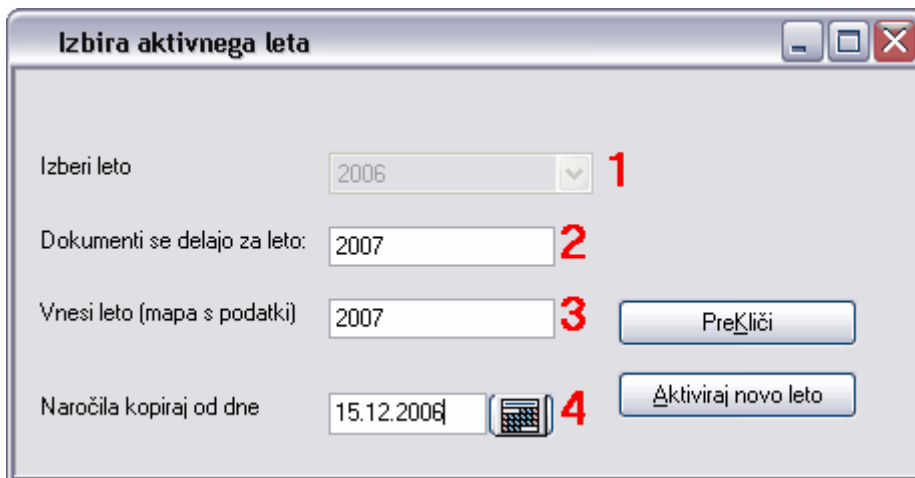 Izbira aktivnega leta
Izberi leto 2006 1
Dokumenti se delajo za leto: 2007 2
Vnesi leto (mapa s podatki) 2007 3 PreKliči
Naročila kopiraj od dne 15.12.2006 4 Aktiviraj novo leto